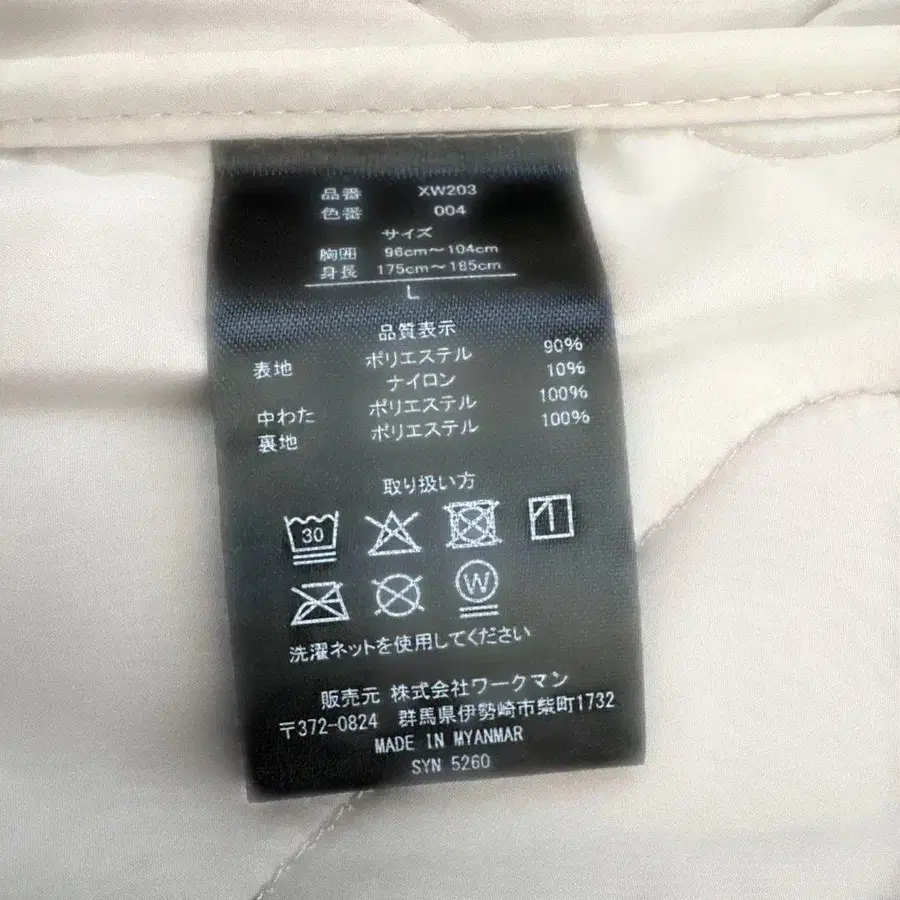 品番 XW203
色番 004
サイズ
胸囲 96cm～104cm
身長 175cm～185cm
L
品質表示
表地 ポリエステル 90%
ナイロン 10%
中わた ポリエステル 100%
裏地 ポリエステル 100%
取り扱い方
30
W
洗濯ネットを使用してください
販売元 株式会社ワークマン
〒372-0824 群馬県伊勢崎市柴町1732
MADE IN MYANMAR
SYN 5260